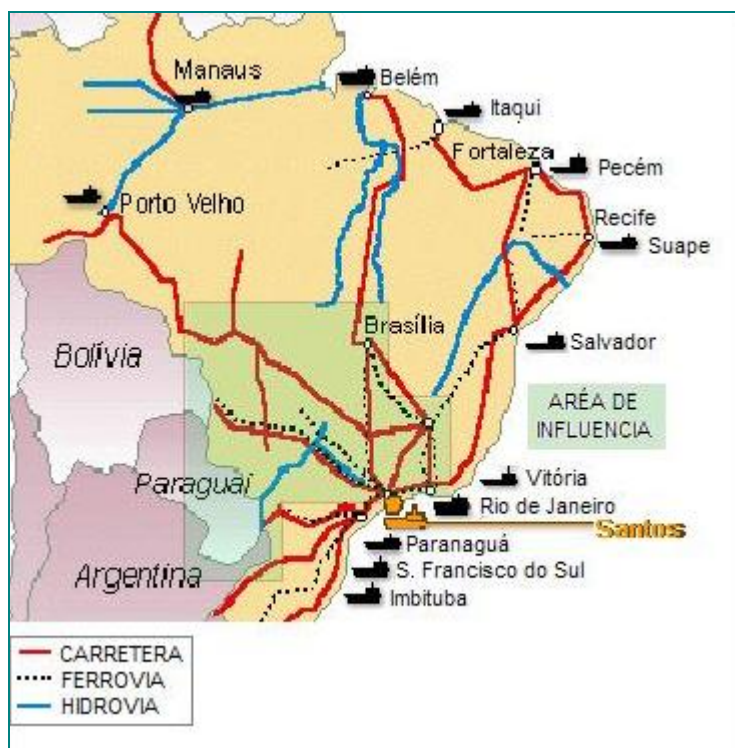 Manaus
Belém
Itaqui
Fortaleza
Pecém
Porto Velho
Recife
Suape
Brasília
Bolívia
Salvador
ARÉA DE
INFLUENCIA
Paraguai
Vitória
Rio de Janeiro
Santos
Paranaguá
Argentina
S. Francisco do Sul
Imbituba
CARRETERA
FERROVIA
HIDROVIA